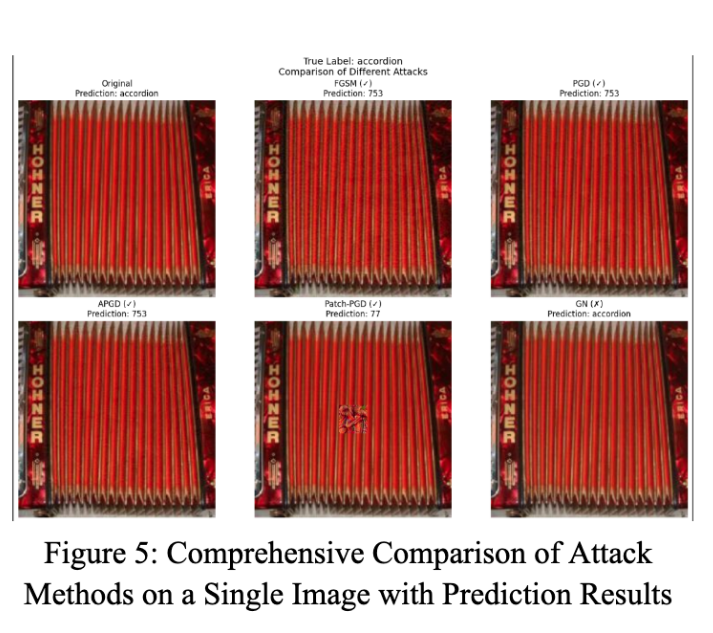 True Label: accordion
Comparison of Different Attacks
Original
Prediction: accordion
FGSM (✓)
Prediction: 753
PGD (✓)
Prediction: 753
HOHNER
ERICA
HOHNER
ERICA
HOHNER
ERICA
APGD (✓)
Prediction: 753
Patch-PGD (✓)
Prediction: 77
GN (✗)
Prediction: accordion
HOHNER
ERICA
HOHNER
ERICA
HOHNER
ERICA
Figure 5: Comprehensive Comparison of Attack
Methods on a Single Image with Prediction Results